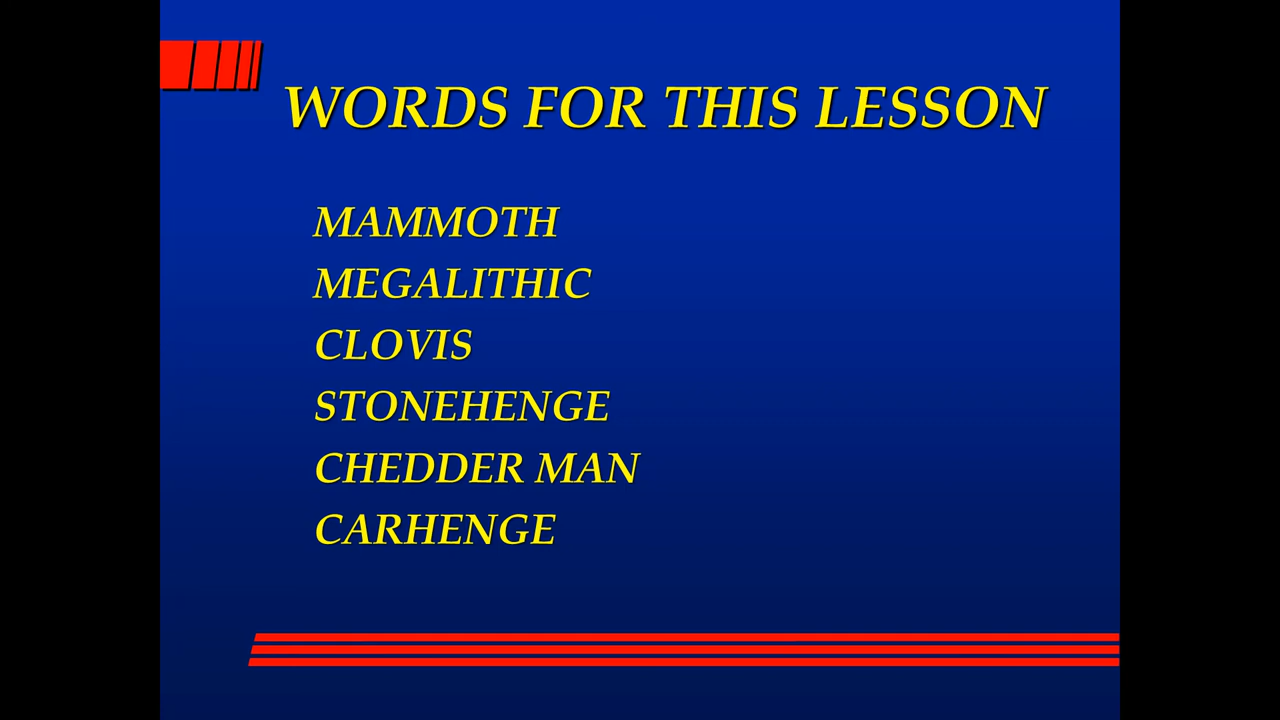 WORDS FOR THIS LESSON
MAMMOTH
MEGALITHIC
CLOVIS
STONEHENGE
CHEDDER MAN
CARHENGE